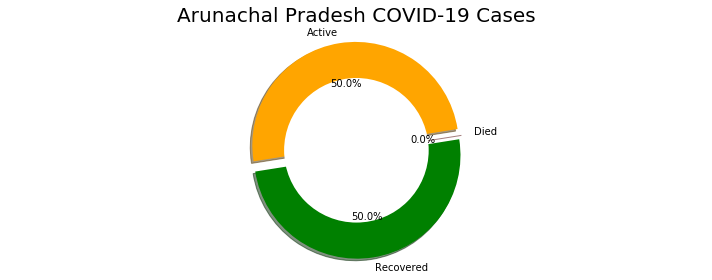 Arunachal Pradesh COVID-19 Cases
Active
50.0%
Died
0.0%
50.0%
Recovered